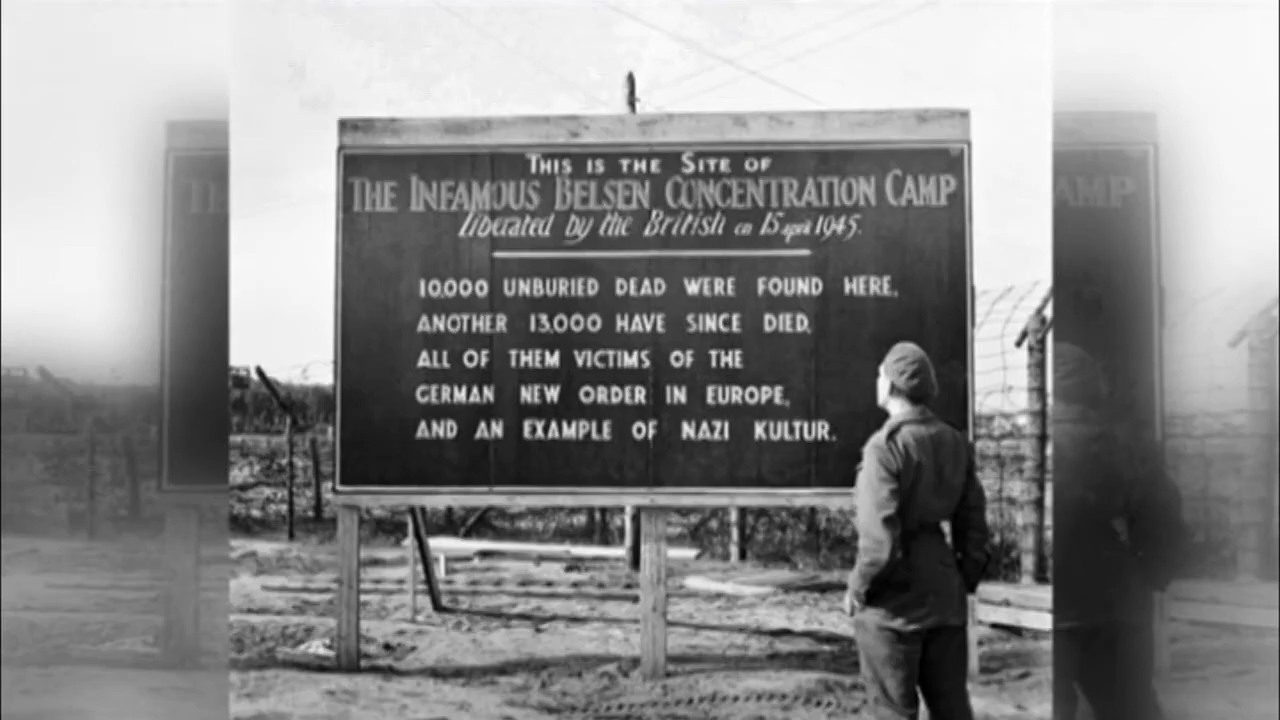 THIS IS THE SITE OF
THE INFAMOUS BELSEN CONCENTRATION CAMP
Liberated by the British on 15 april 1945.
10.000 UNBURIED DEAD WERE FOUND HERE,
ANOTHER 13.000 HAVE SINCE DIED,
ALL OF THEM VICTIMS OF THE
GERMAN NEW ORDER IN EUROPE,
AND AN EXAMPLE OF NAZI KULTUR.